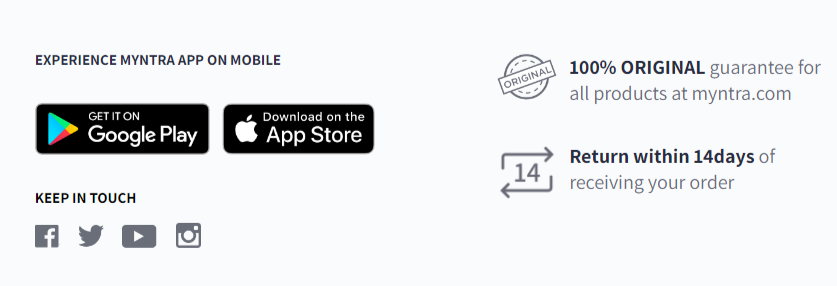 EXPERIENCE MYNTRA APP ON MOBILE
GET IT ON
Google Play
Download on the
App Store
KEEP IN TOUCH
ORIGINAL
100% ORIGINAL guarantee for
all products at myntra.com
14
Return within 14days of
receiving your order